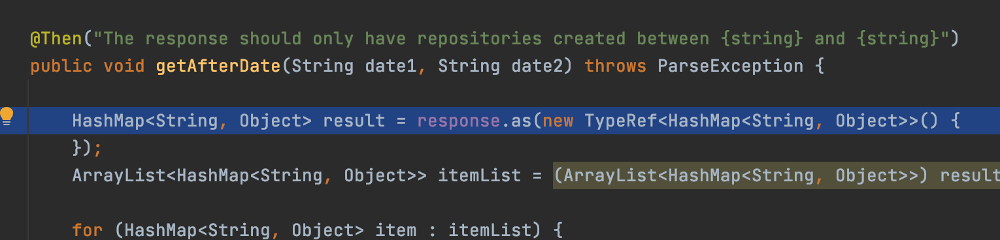 @Then("The response should only have repositories created between {string} and {string}")
public void getAfterDate(String date1, String date2) throws ParseException {
HashMap<String, Object> result = response.as(new TypeRef<HashMap<String, Object>>() {
});
ArrayList<HashMap<String, Object>> itemList = (ArrayList<HashMap<String, Object>>) result
for (HashMap<String, Object> item : itemList) {